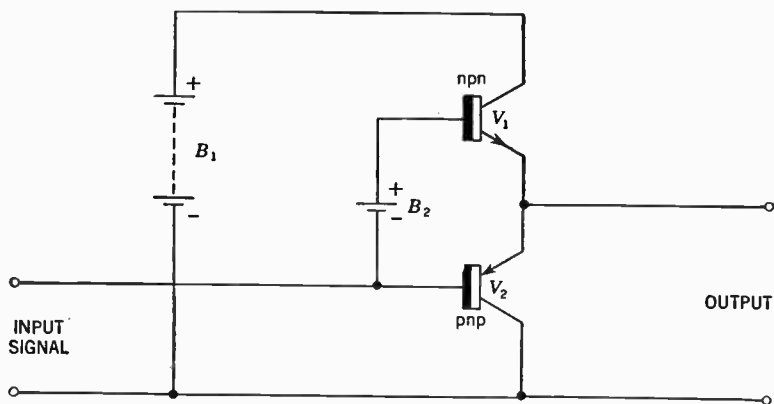 npn
+
V₁
B₁
+
-
B₂
-
V₂
INPUT
SIGNAL
pnp
OUTPUT